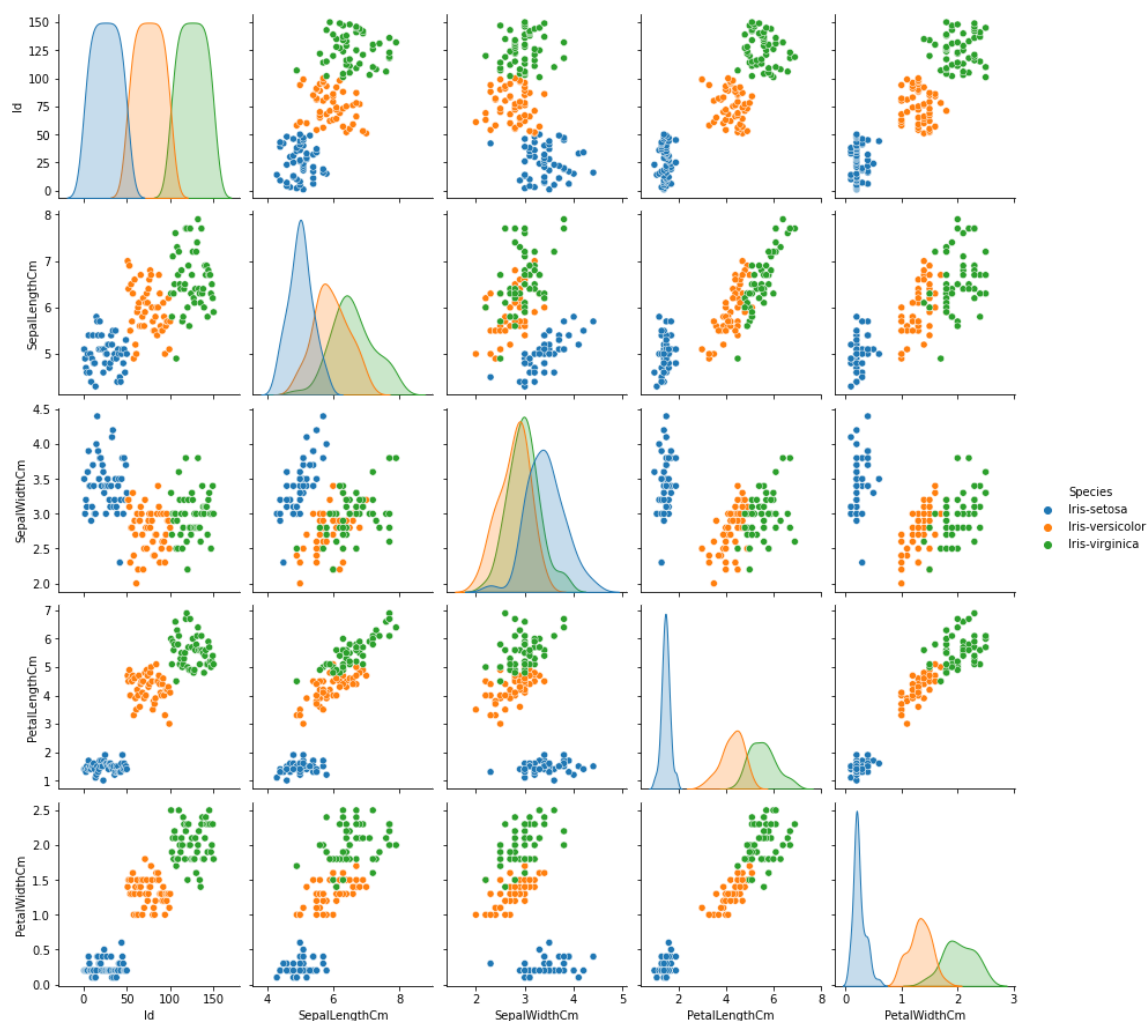 150
125
100
75
50
25
0
Id
8
7
6
5
SepalLengthCm
4.5
4.0
3.5
3.0
2.5
2.0
SepalWidthCm
Species
Iris-setosa
Iris-versicolor
Iris-virginica
7
6
5
4
3
2
1
PetalLengthCm
2.5
2.0
1.5
1.0
0.5
0.0
PetalWidthCm
0 50 100 150
4 6 8
2 3 4 5
2 4 6 8
0 1 2 3
Id
SepalLengthCm
SepalWidthCm
PetalLengthCm
PetalWidthCm